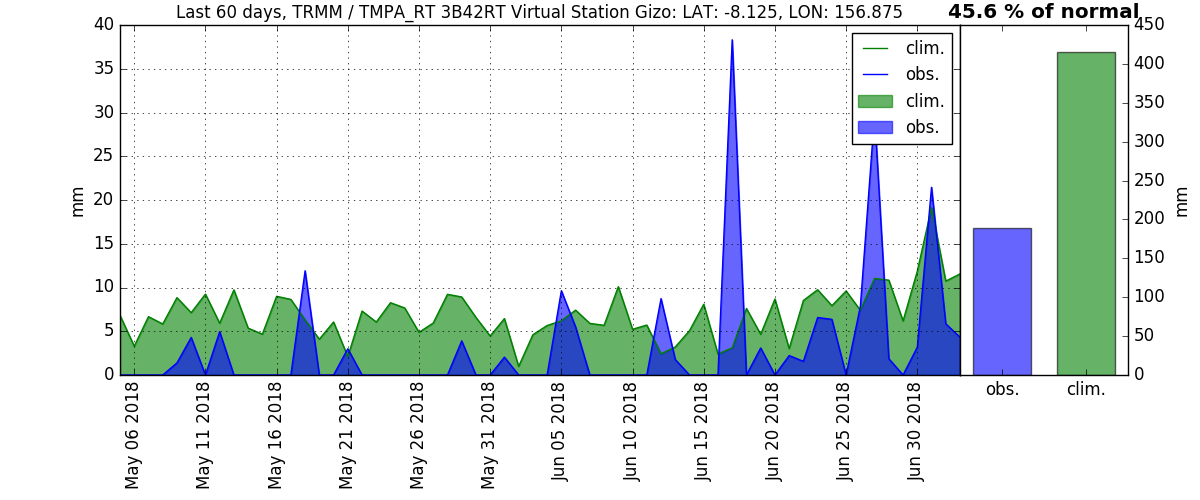 Last 60 days, TRMM / TMPA_RT 3B42RT Virtual Station Gizo: LAT: -8.125, LON: 156.875
45.6 % of normal
40
35
30
25
20
15
10
5
0
mm
clim.
obs.
clim.
obs.
May 06 2018
May 11 2018
May 16 2018
May 21 2018
May 26 2018
May 31 2018
Jun 05 2018
Jun 10 2018
Jun 15 2018
Jun 20 2018
Jun 25 2018
Jun 30 2018
450
400
350
300
250
200
150
100
50
0
mm
obs.
clim.